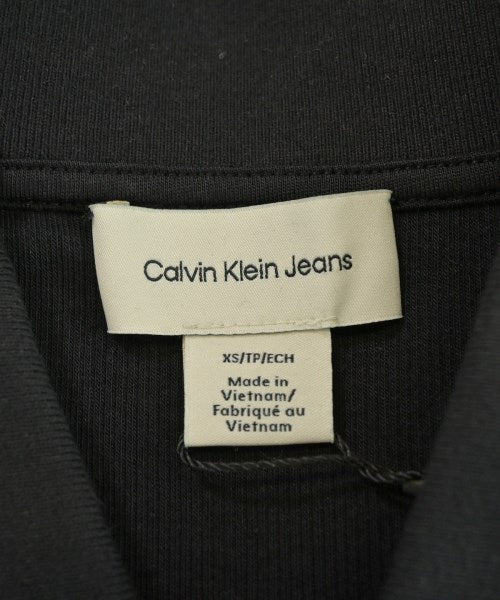 Calvin Klein Jeans
XS/TP/ECH
Made in
Vietnam/
Fabriqué au
Vietnam